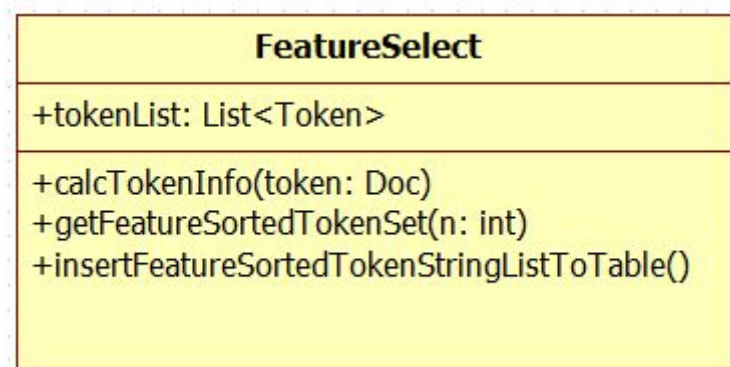 FeatureSelect
+tokenList: List<Token>
+calcTokenInfo(token: Doc)
+getFeatureSortedTokenSet(n: int)
+insertFeatureSortedTokenStringListToTable()